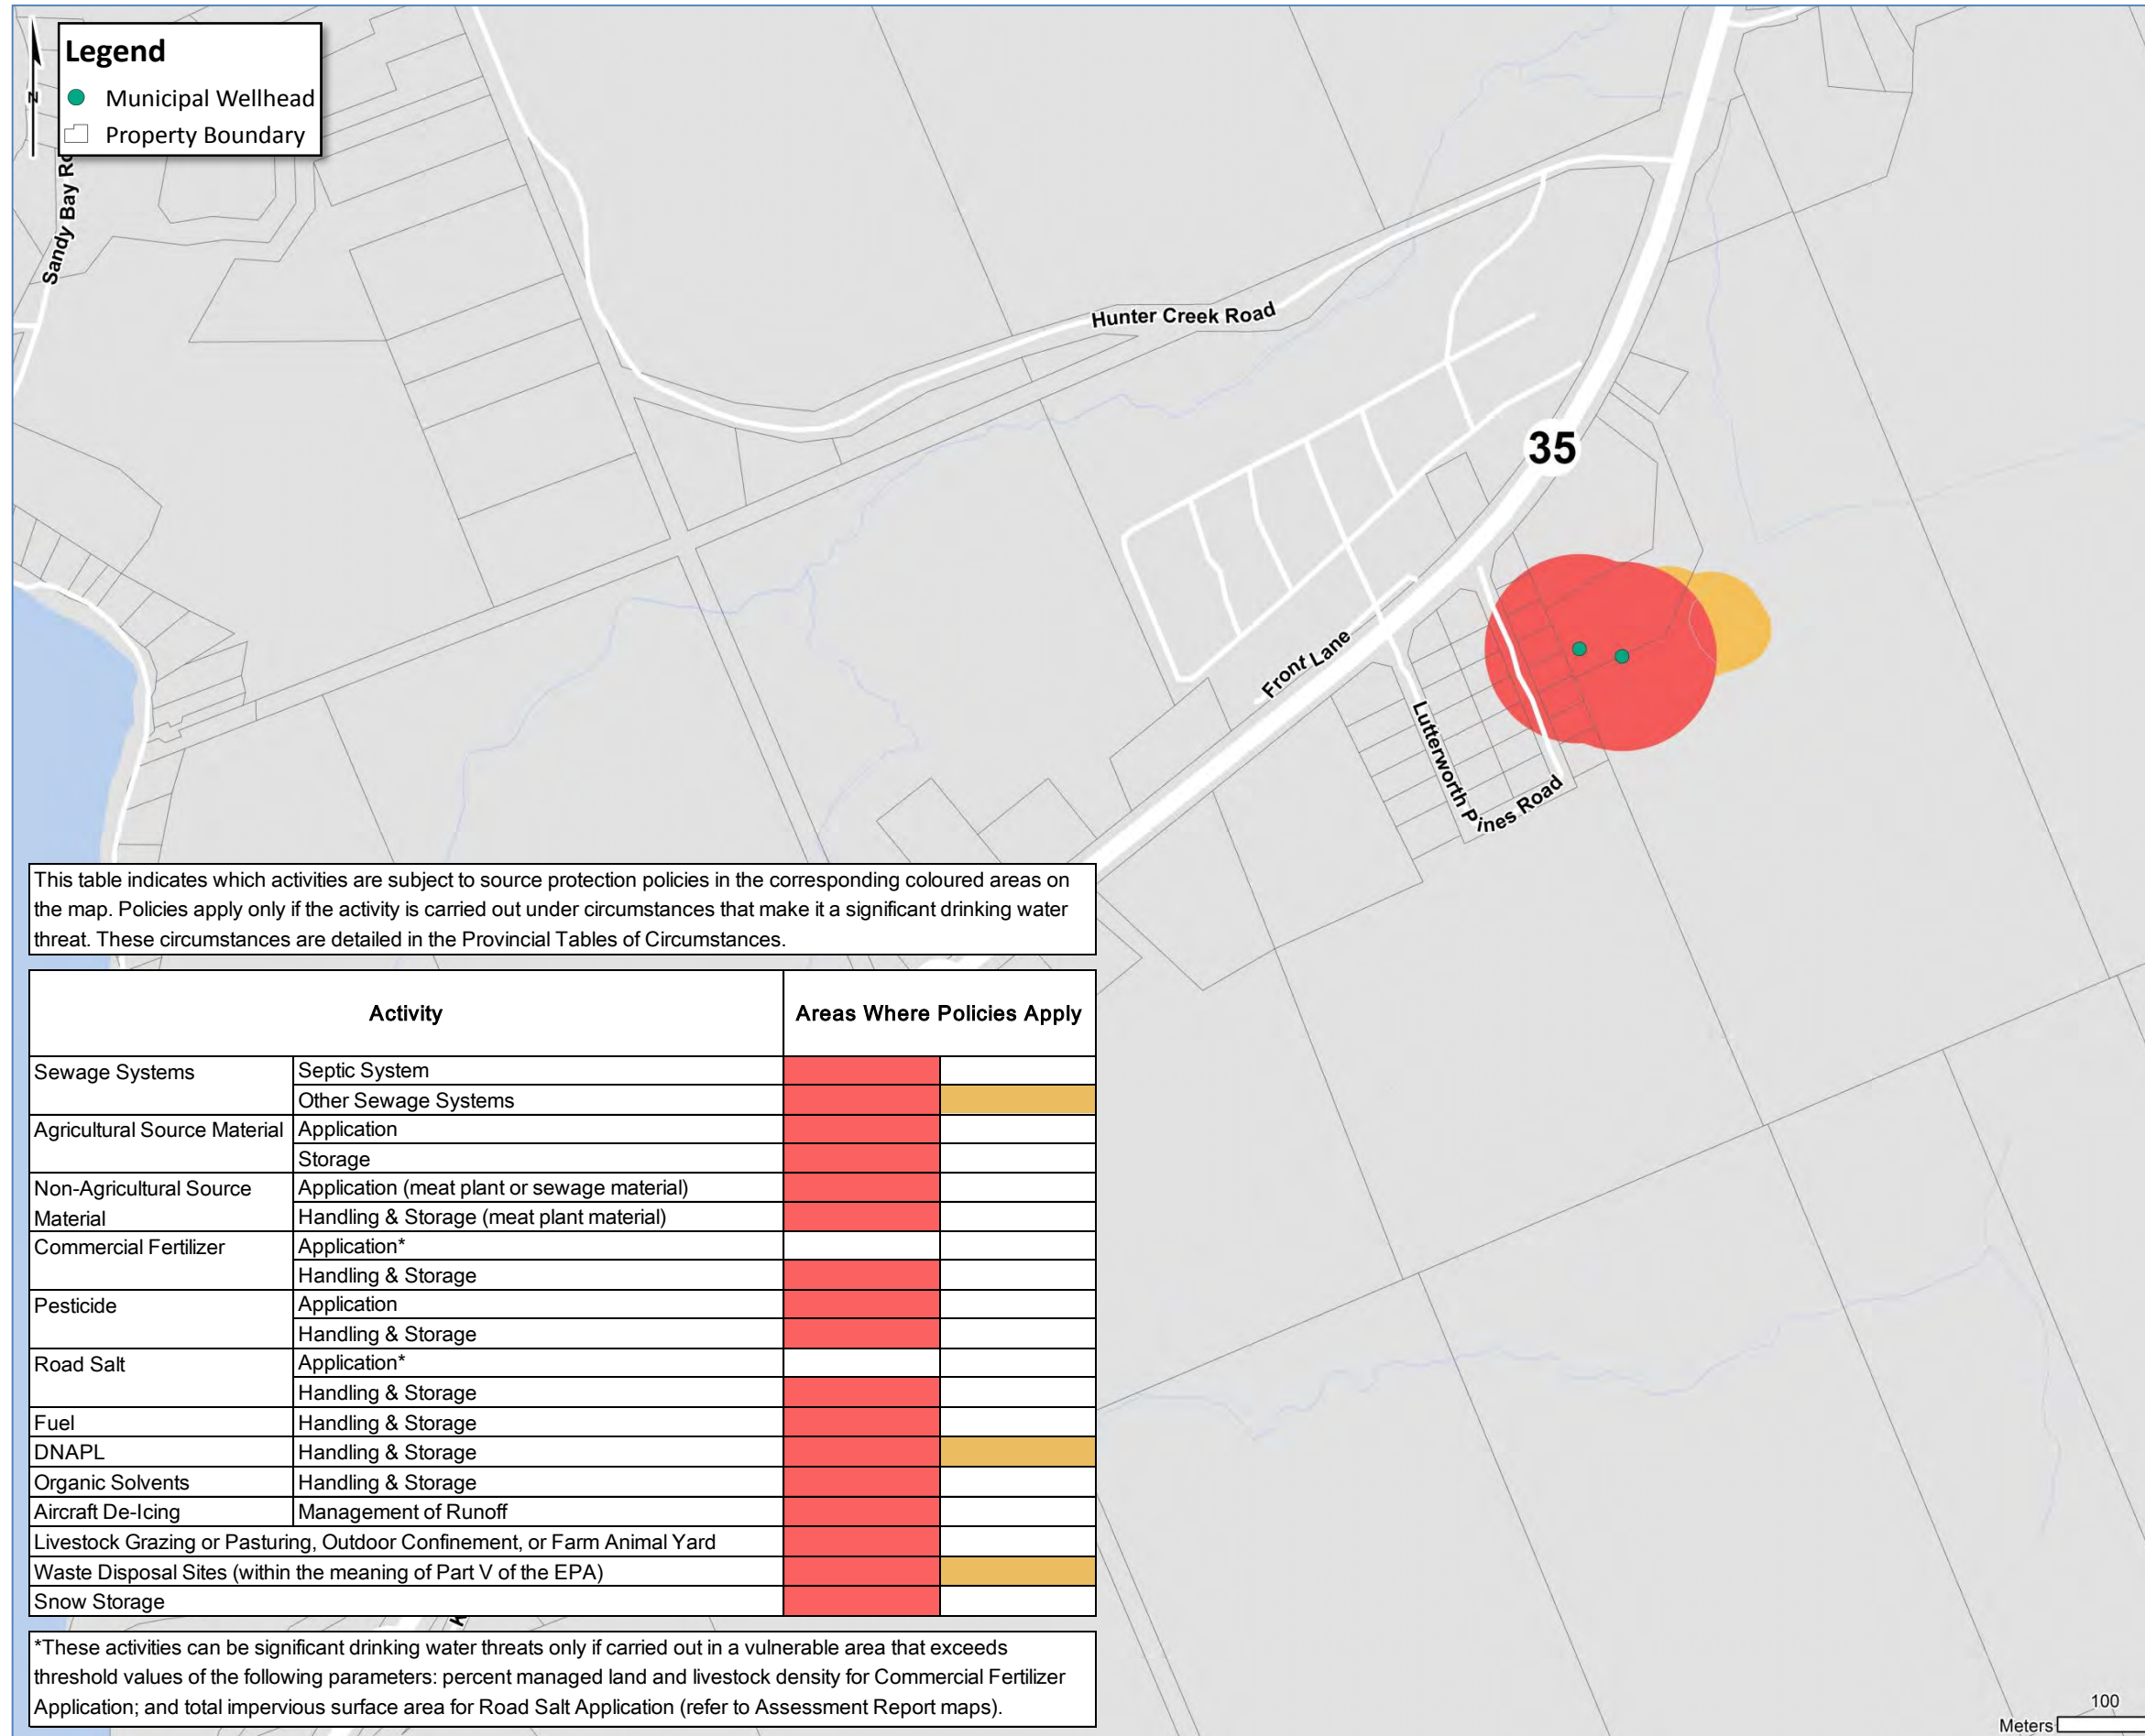 Legend
N
Municipal Wellhead
Property Boundary
Sandy Bay
Hunter Creek Road
35
Front Lane
Lutterworth Pines Road
This table indicates which activities are subject to source protection policies in the corresponding coloured areas on
the map. Policies apply only if the activity is carried out under circumstances that make it a significant drinking water
threat. These circumstances are detailed in the Provincial Tables of Circumstances.
Activity Areas Where Policies Apply
Sewage Systems Septic System
Other Sewage Systems
Agricultural Source Material Application
Storage
Non-Agricultural Source Application (meat plant or sewage material)
Material Handling & Storage (meat plant material)
Commercial Fertilizer Application*
Handling & Storage
Pesticide Application
Handling & Storage
Road Salt Application*
Handling & Storage
Fuel Handling & Storage
DNAPL Handling & Storage
Organic Solvents Handling & Storage
Aircraft De-Icing Management of Runoff
Livestock Grazing or Pasturing, Outdoor Confinement, or Farm Animal Yard
Waste Disposal Sites (within the meaning of Part V of the EPA)
Snow Storage
*These activities can be significant drinking water threats only if carried out in a vulnerable area that exceeds
threshold values of the following parameters: percent managed land and livestock density for Commercial Fertilizer
Application; and total impervious surface area for Road Salt Application (refer to Assessment Report maps).
100
Meters